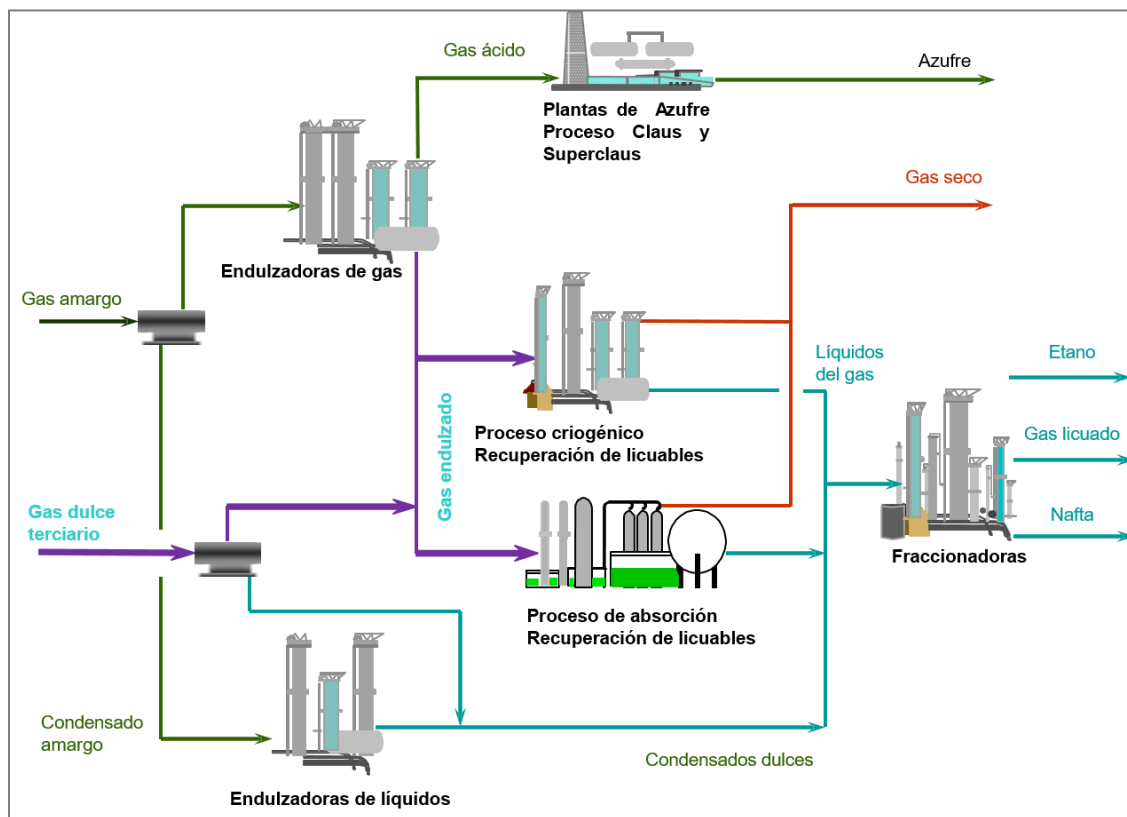 Gas ácido
Azufre
Plantas de Azufre
Proceso Claus y
Superclaus
Gas seco
Endulzadoras de gas
Gas amargo
Líquidos
del gas
Etano
Gas endulzado
Proceso criogénico
Recuperación de licuables
Gas licuado
Gas dulce
terciario
Nafta
Fraccionadoras
Proceso de absorción
Recuperación de licuables
Condensado
amargo
Condensados dulces
Endulzadoras de líquidos